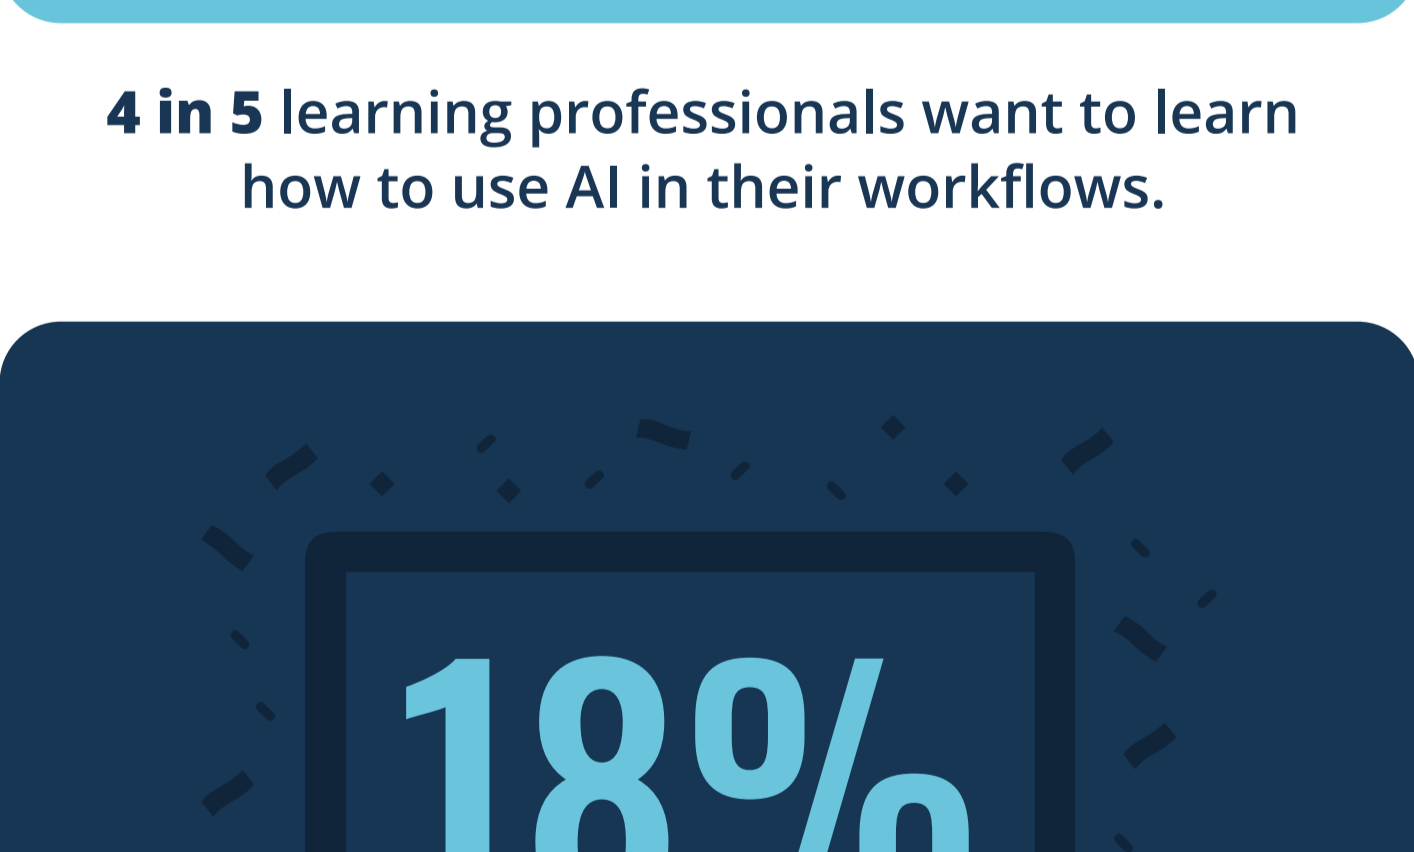 4 in 5 learning professionals want to learn
how to use AI in their workflows.
18%